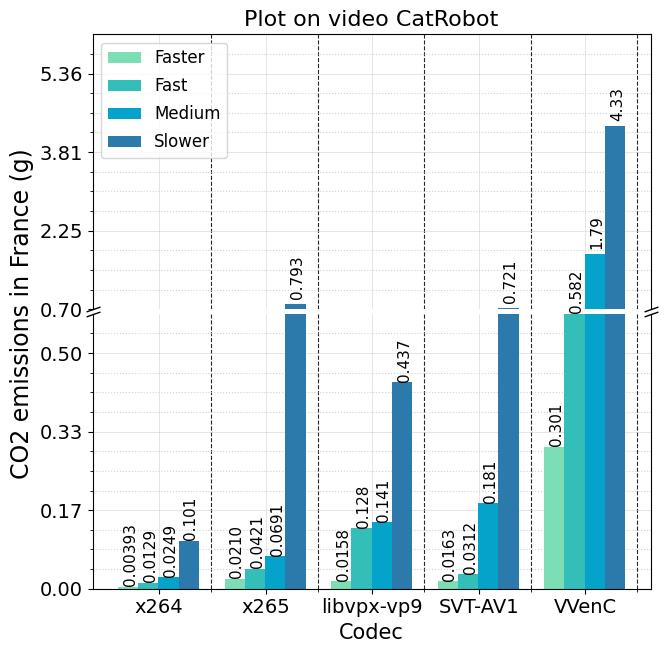 Plot on video CatRobot
Faster
Fast
Medium
Slower
CO2 emissions in France (g)
5.36
3.81
2.25
0.70
0.50
0.33
0.17
0.00
0.00393
0.0129
0.0249
0.101
0.0210
0.0421
0.0691
0.793
0.0158
0.128
0.141
0.437
0.0163
0.0312
0.181
0.721
0.301
0.582
1.79
4.33
x264
x265
libvpx-vp9
SVT-AV1
VVenC
Codec